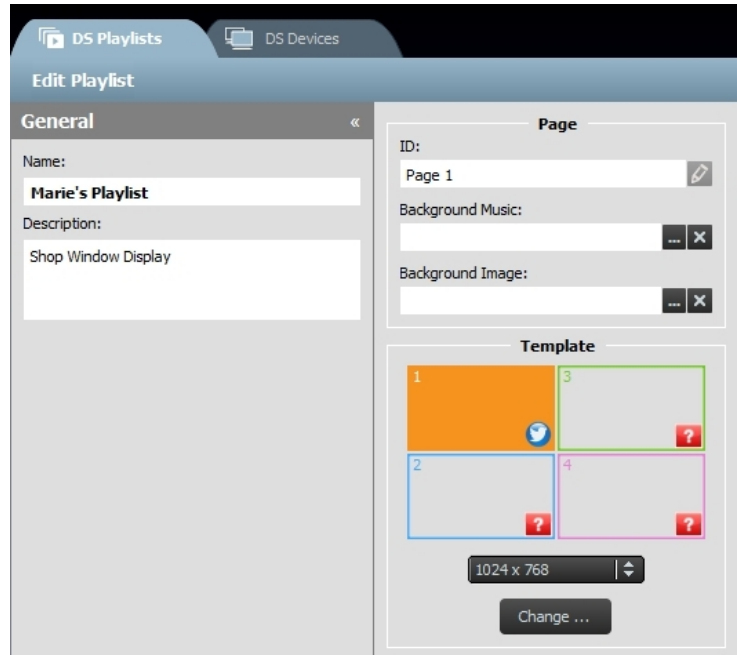 DS Playlists
DS Devices
Edit Playlist
General «
Name:
Marie's Playlist
Description:
Shop Window Display
Page
ID:
Page 1
Background Music:
...
Background Image:
...
Template
1
3
?
2
?
4
?
1024 x 768
Change ...